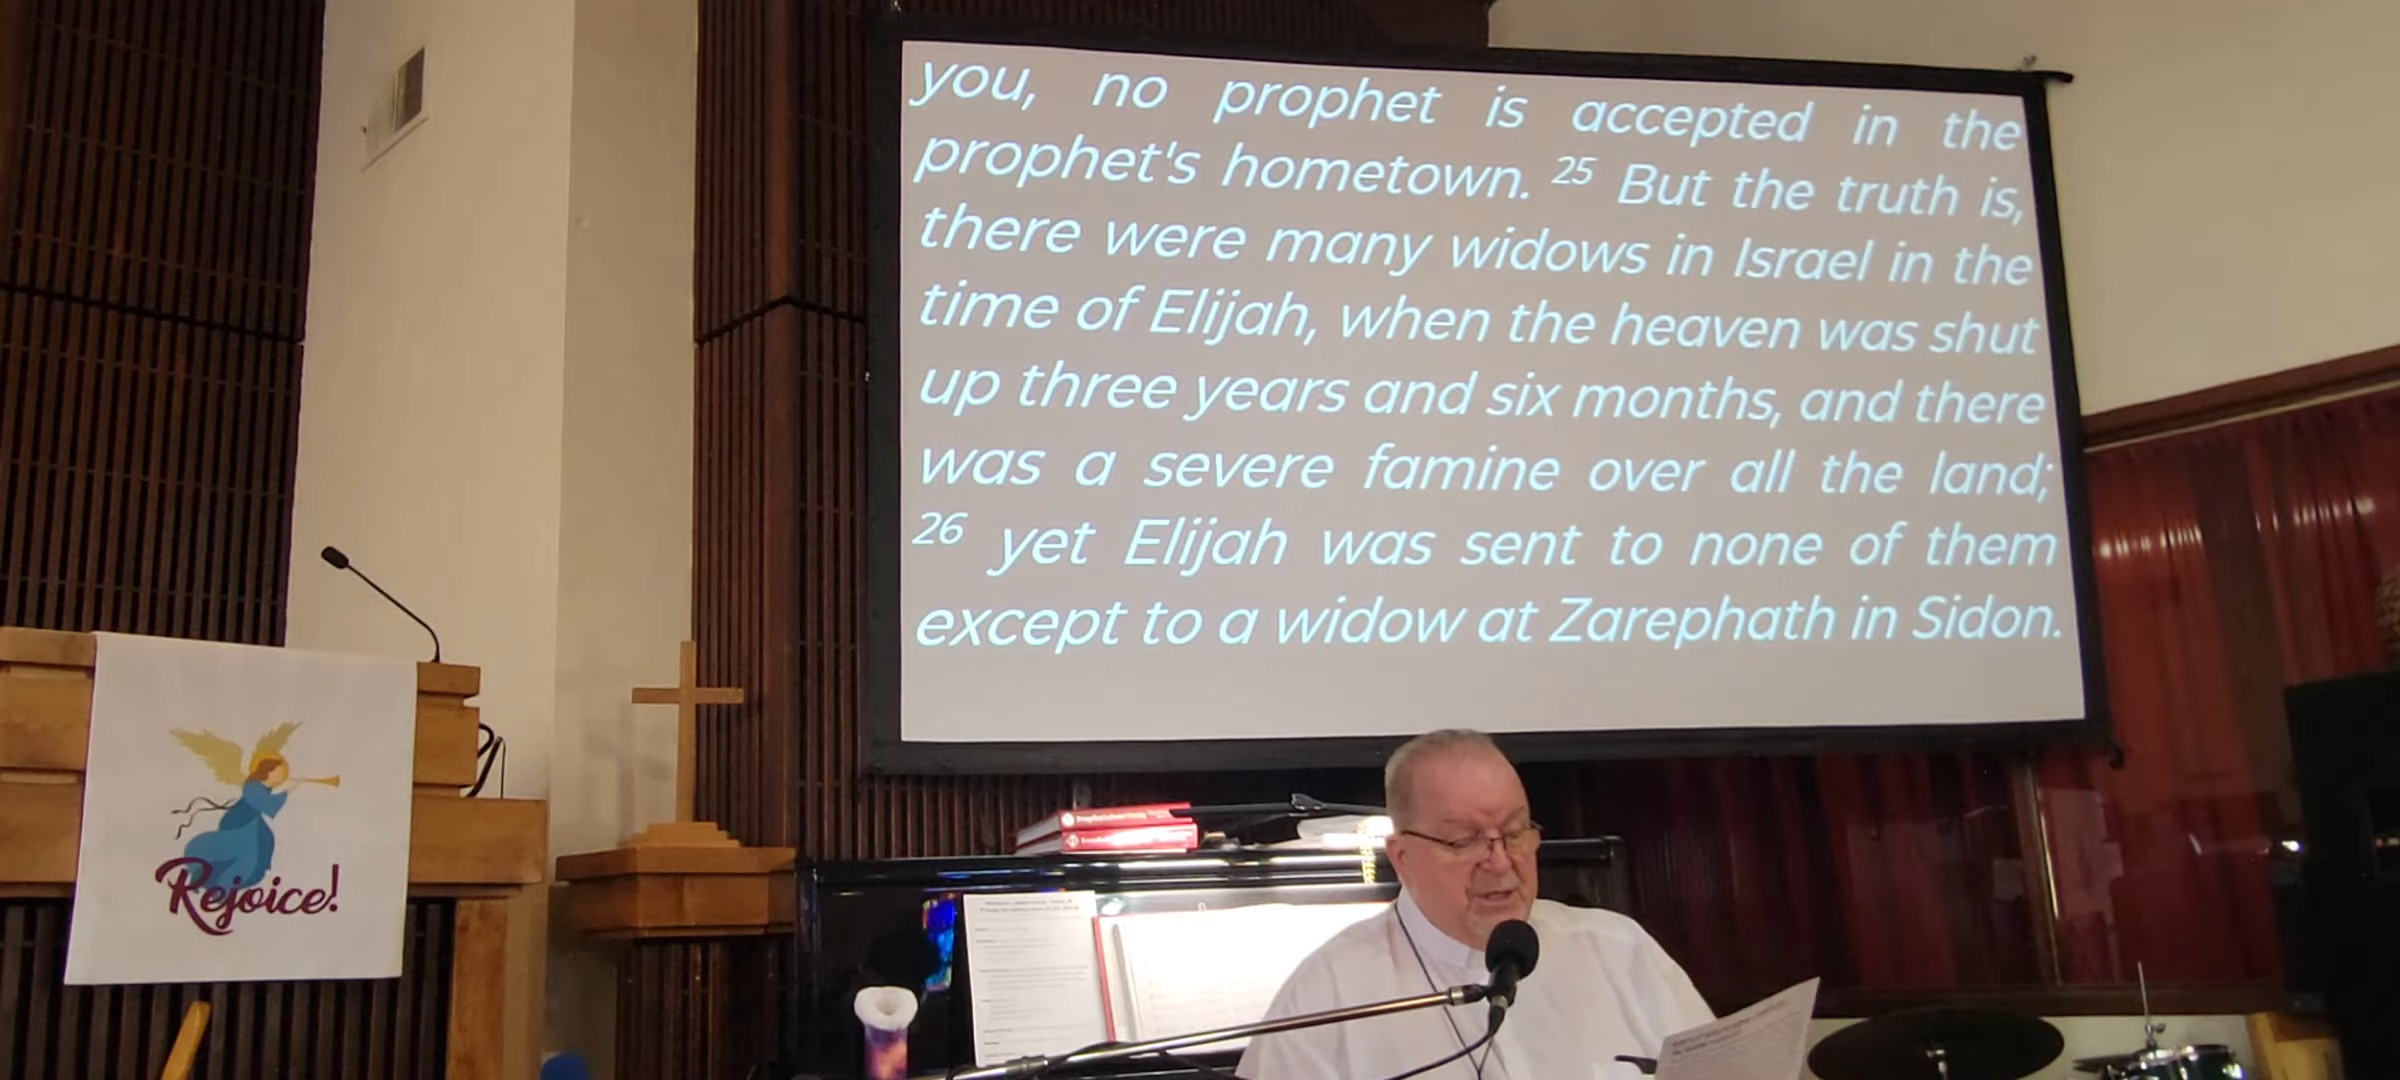 you, no prophet is accepted in the
prophet's hometown. 25 But the truth is,
there were many widows in Israel in the
time of Elijah, when the heaven was shut
up three years and six months, and there
was a severe famine over all the land;
26 yet Elijah was sent to none of them
except to a widow at Zarephath in Sidon.
Rejoice!